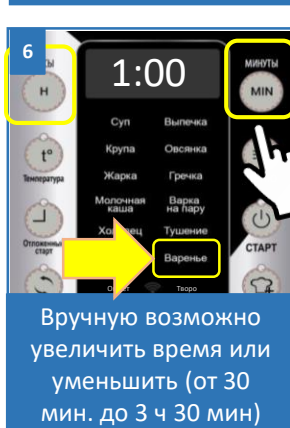 6
1:00
МИНУТЫ
H
MIN
Суп Выпечка
t°
Крупа Овсянка
Температура
Жарка Гречка
Молочная каша Варка на пару
Тушение
Отложенный старт
СТАРТ
Варенье
Творо
Вручную возможно
увеличить время или
уменьшить (от 30
мин. до 3 ч 30 мин)